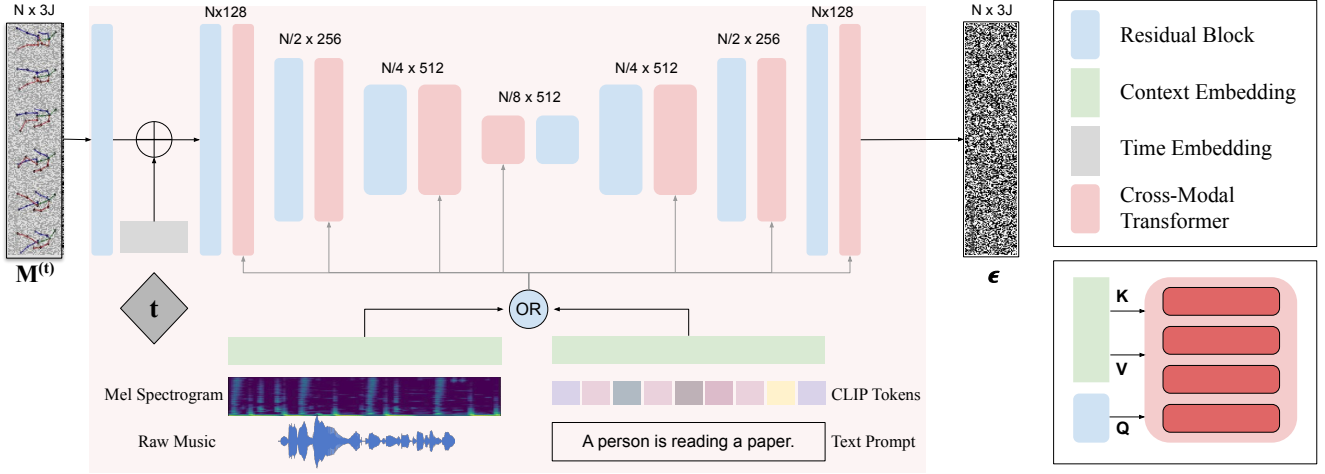 N x 3J
Nx128
N/2 x 256
N/4 x 512
N/8 x 512
N/4 x 512
N/2 x 256
Nx128
N x 3J
M(t)
t
ϵ
OR
Mel Spectrogram
CLIP Tokens
Raw Music
A person is reading a paper.
Text Prompt
Residual Block
Context Embedding
Time Embedding
Cross-Modal
Transformer
K
V
Q